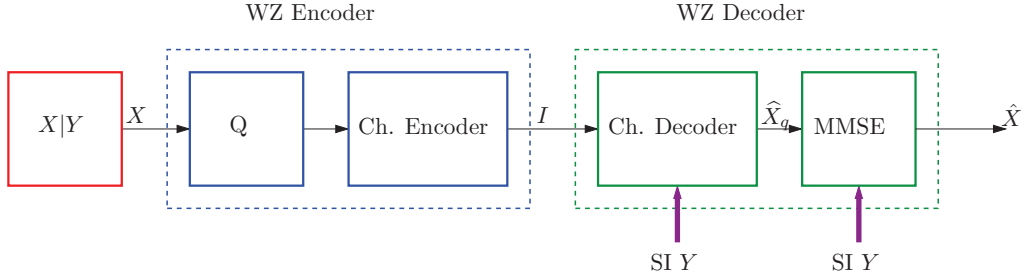 WZ Encoder
WZ Decoder
X|Y
X
Q
Ch. Encoder
I
Ch. Decoder
X̂_q
MMSE
X̂
SI Y
SI Y